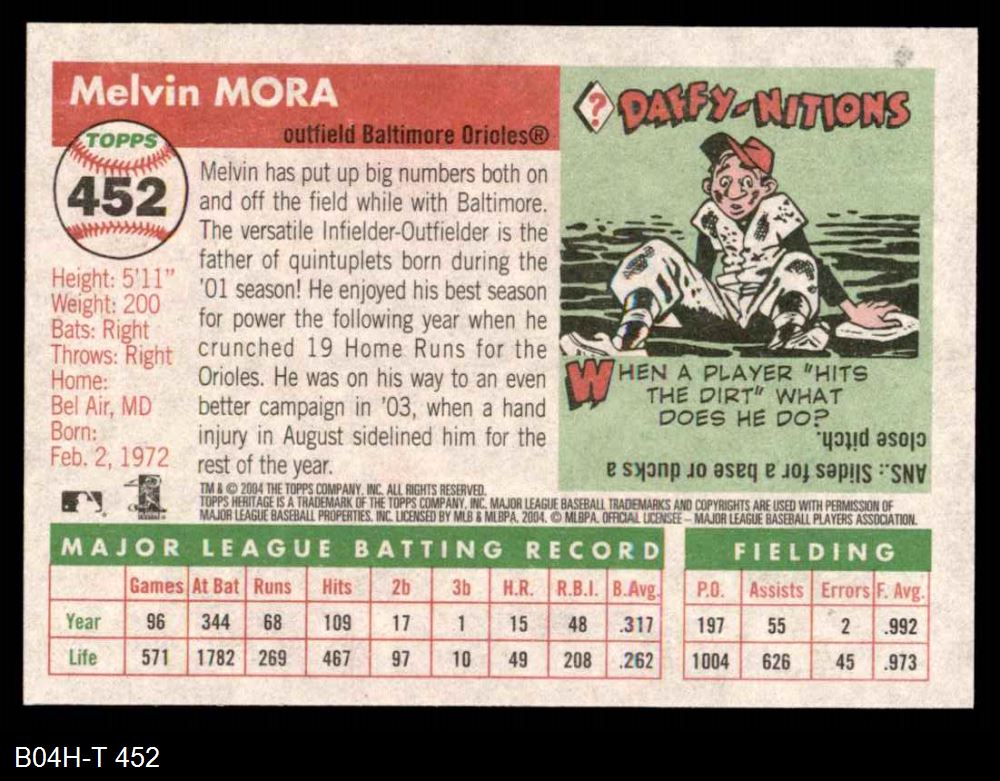 Melvin MORA
outfield Baltimore Orioles®
TOPPS
452
Height: 5'11"
Weight: 200
Bats: Right
Throws: Right
Home:
Bel Air, MD
Born:
Feb. 2, 1972
Melvin has put up big numbers both on
and off the field while with Baltimore.
The versatile Infielder-Outfielder is the
father of quintuplets born during the
'01 season! He enjoyed his best season
for power the following year when he
crunched 19 Home Runs for the
Orioles. He was on his way to an even
better campaign in '03, when a hand
injury in August sidelined him for the
rest of the year.
? DAFFY-NITIONS
WHEN A PLAYER "HITS
THE DIRT" WHAT
DOES HE DO?
ANS.: Slides for a base or ducks a
close pitch.
TM & © 2004 THE TOPPS COMPANY, INC. ALL RIGHTS RESERVED.
TOPPS HERITAGE IS A TRADEMARK OF THE TOPPS COMPANY, INC. MAJOR LEAGUE BASEBALL TRADEMARKS AND COPYRIGHTS ARE USED WITH PERMISSION OF
MAJOR LEAGUE BASEBALL PROPERTIES, INC. LICENSED BY MLB & MLBPA, 2004. © MLBPA. OFFICIAL LICENSEE – MAJOR LEAGUE BASEBALL PLAYERS ASSOCIATION.
MAJOR LEAGUE BATTING RECORD FIELDING
Games At Bat Runs Hits 2b 3b H.R. R.B.I. B.Avg. P.O. Assists Errors F. Avg.
Year 96 344 68 109 17 1 15 48 .317 197 55 2 .992
Life 571 1782 269 467 97 10 49 208 .262 1004 626 45 .973
B04H-T 452